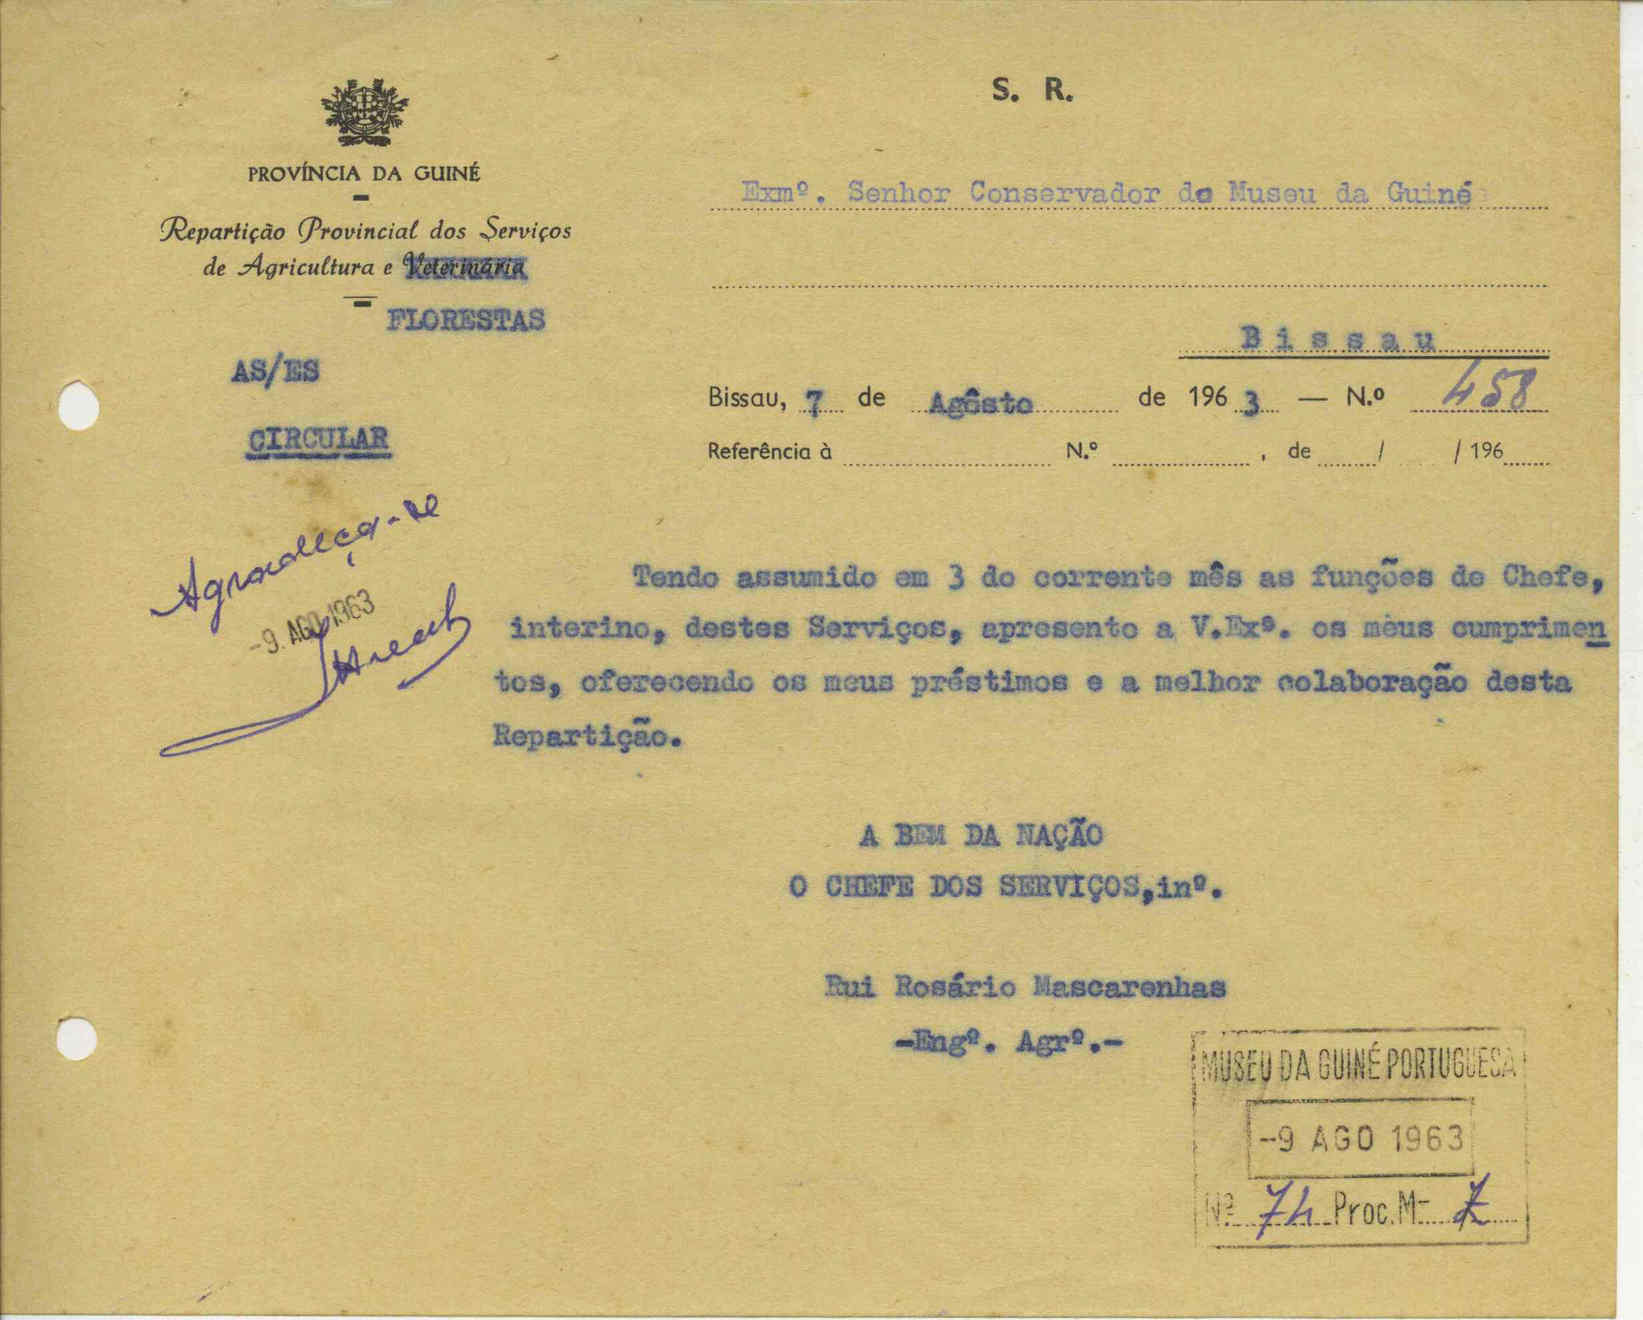 S. R.
PROVÍNCIA DA GUINÉ
Repartição Provincial dos Serviços
de Agricultura e Veterinária
FLORESTAS
AS/ES
CIRCULAR
Exmº. Senhor Conservador do Museu da Guiné
Bissau
Bissau, 7 de Agôsto de 1963 — N.º 458
Referência à N.º , de / / 196
Agradeça-se
-9. AGO 1963
Tendo assumido em 3 do corrente mês as funções de Chefe,
interino, destes Serviços, apresento a V.Exª. os meus cumprimen
tos, oferecendo os meus préstimos e a melhor colaboração desta
Repartição.
A BEM DA NAÇÃO
O CHEFE DOS SERVIÇOS,inº.
Rui Rosário Mascarenhas
-Engº. Agrº.-
MUSEU DA GUINÉ PORTUGUESA
-9 AGO 1963
Nº 74 Proc. M- 7